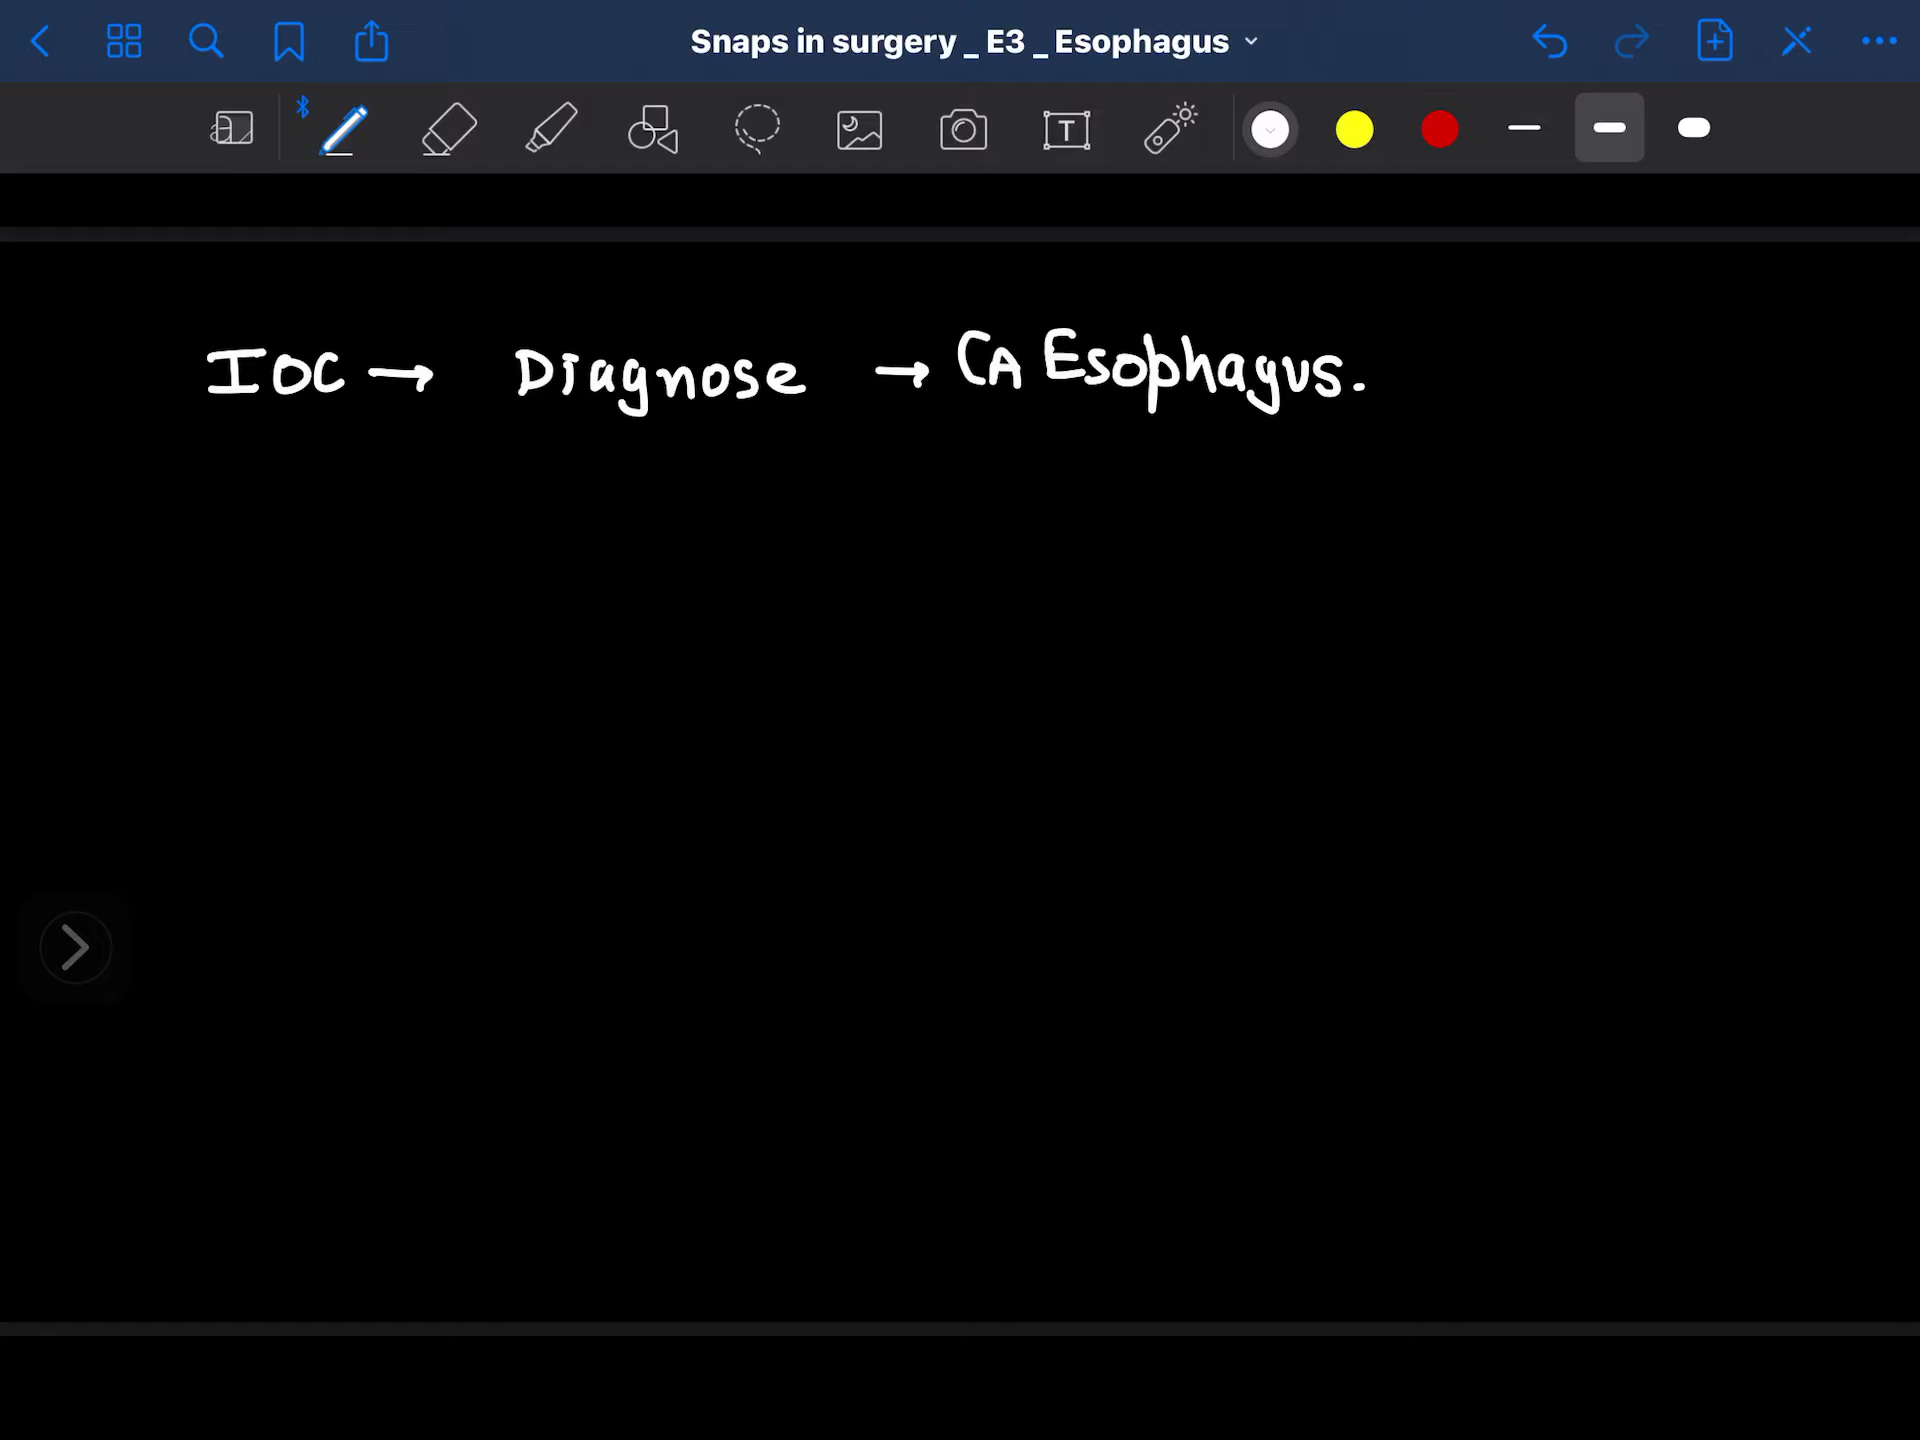 Snaps in surgery _ E3 _ Esophagus
IOC → Diagnose → CA Esophagus.